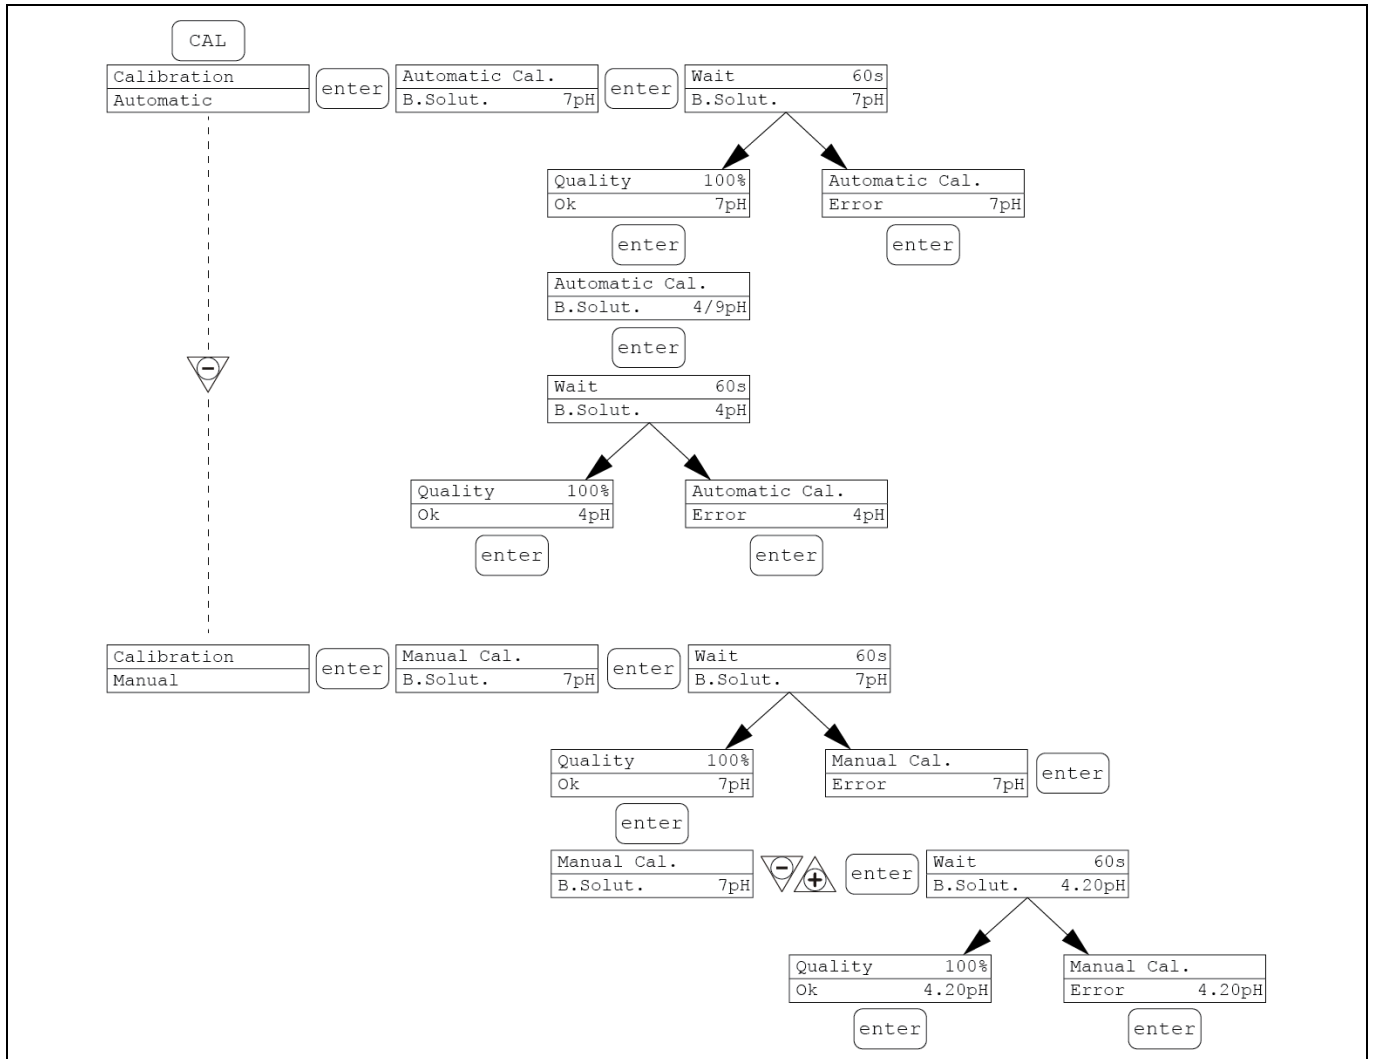 CAL
Calibration
Automatic
enter
Automatic Cal.
B.Solut. 7pH
enter
Wait 60s
B.Solut. 7pH
Quality 100%
Ok 7pH
enter
Automatic Cal.
Error 7pH
enter
Automatic Cal.
B.Solut. 4/9pH
enter
Wait 60s
B.Solut. 4pH
Quality 100%
Ok 4pH
enter
Automatic Cal.
Error 4pH
enter
Calibration
Manual
enter
Manual Cal.
B.Solut. 7pH
enter
Wait 60s
B.Solut. 7pH
Quality 100%
Ok 7pH
enter
Manual Cal.
Error 7pH
enter
Manual Cal.
B.Solut. 7pH
enter
Wait 60s
B.Solut. 4.20pH
Quality 100%
Ok 4.20pH
enter
Manual Cal.
Error 4.20pH
enter